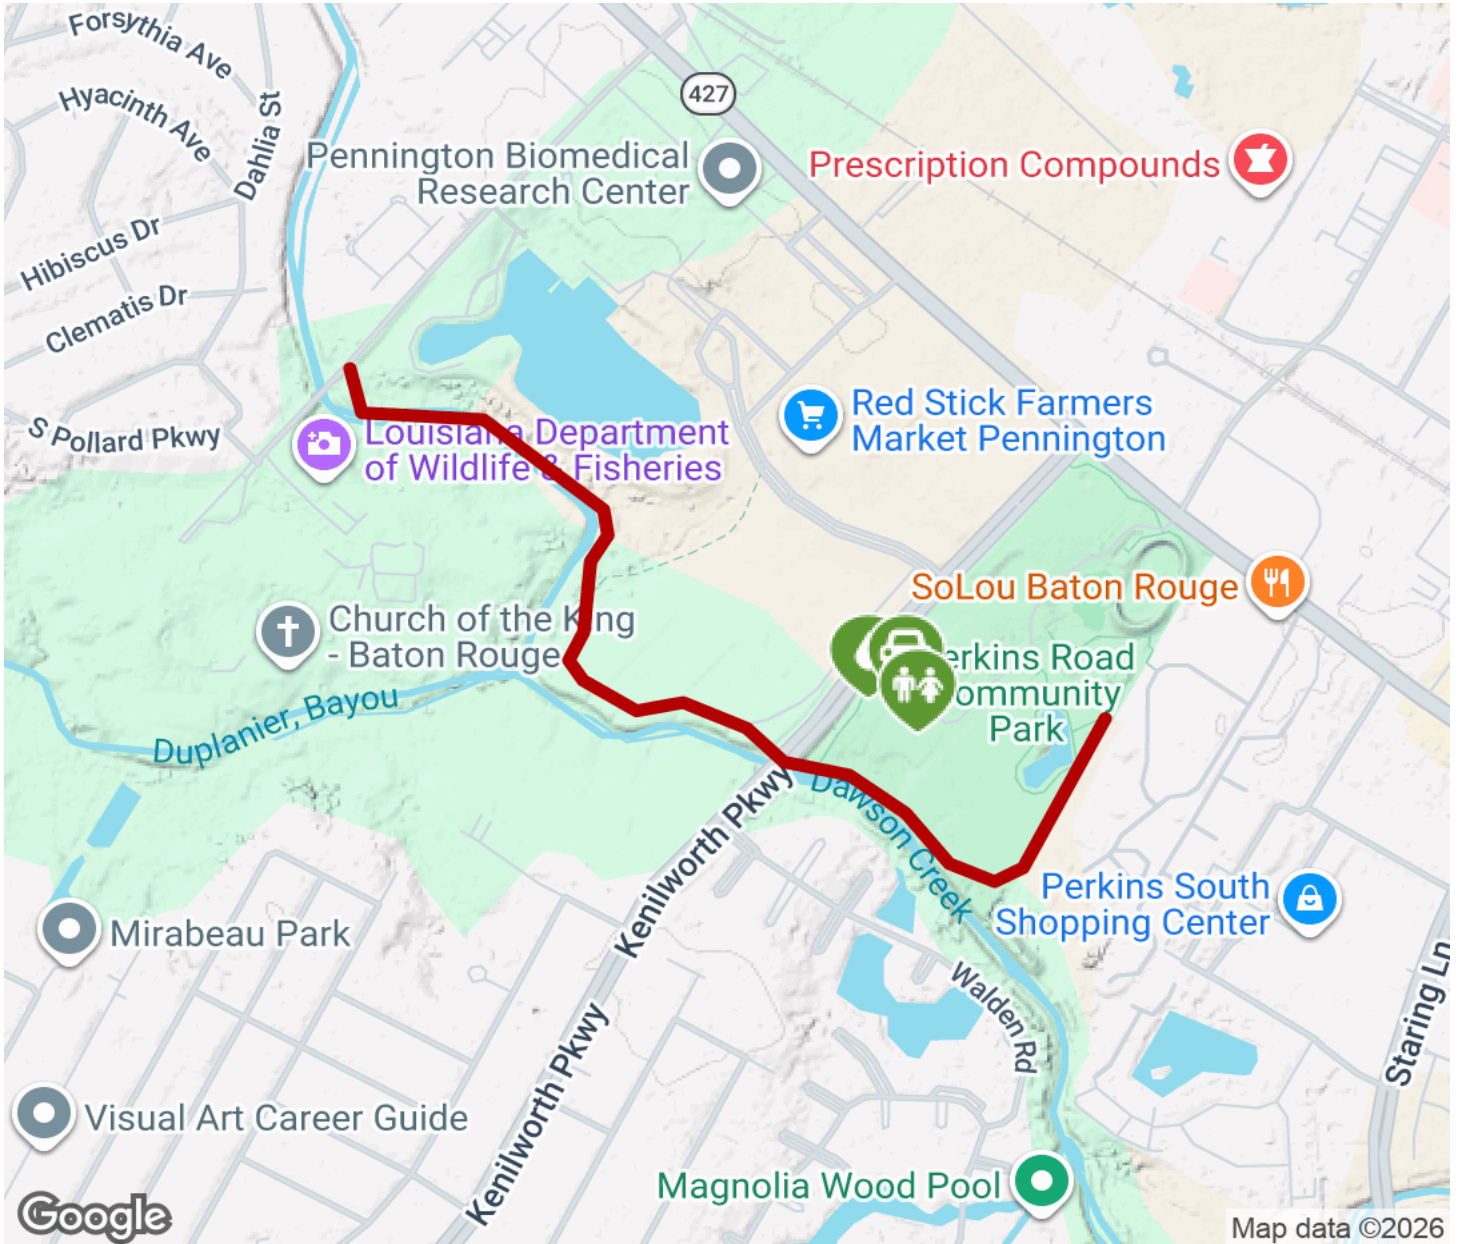 Forsythia Ave
Hyacinth Ave
Dahlia St
427
Pennington Biomedical
Research Center
Prescription Compounds
Hibiscus Dr
Clematis Dr
S Pollard Pkwy
Louisiana Department
of Wildlife & Fisheries
Red Stick Farmers
Market Pennington
SoLou Baton Rouge
Church of the King
- Baton Rouge
erkins Road
ommunity
Park
Duplanier, Bayou
Dawson Creek
Kenilworth Pkwy
Perkins South
Shopping Center
Mirabeau Park
Walden Rd
Staring Ln
Kenilworth Pkwy
Visual Art Career Guide
Magnolia Wood Pool
Google
Map data ©2026